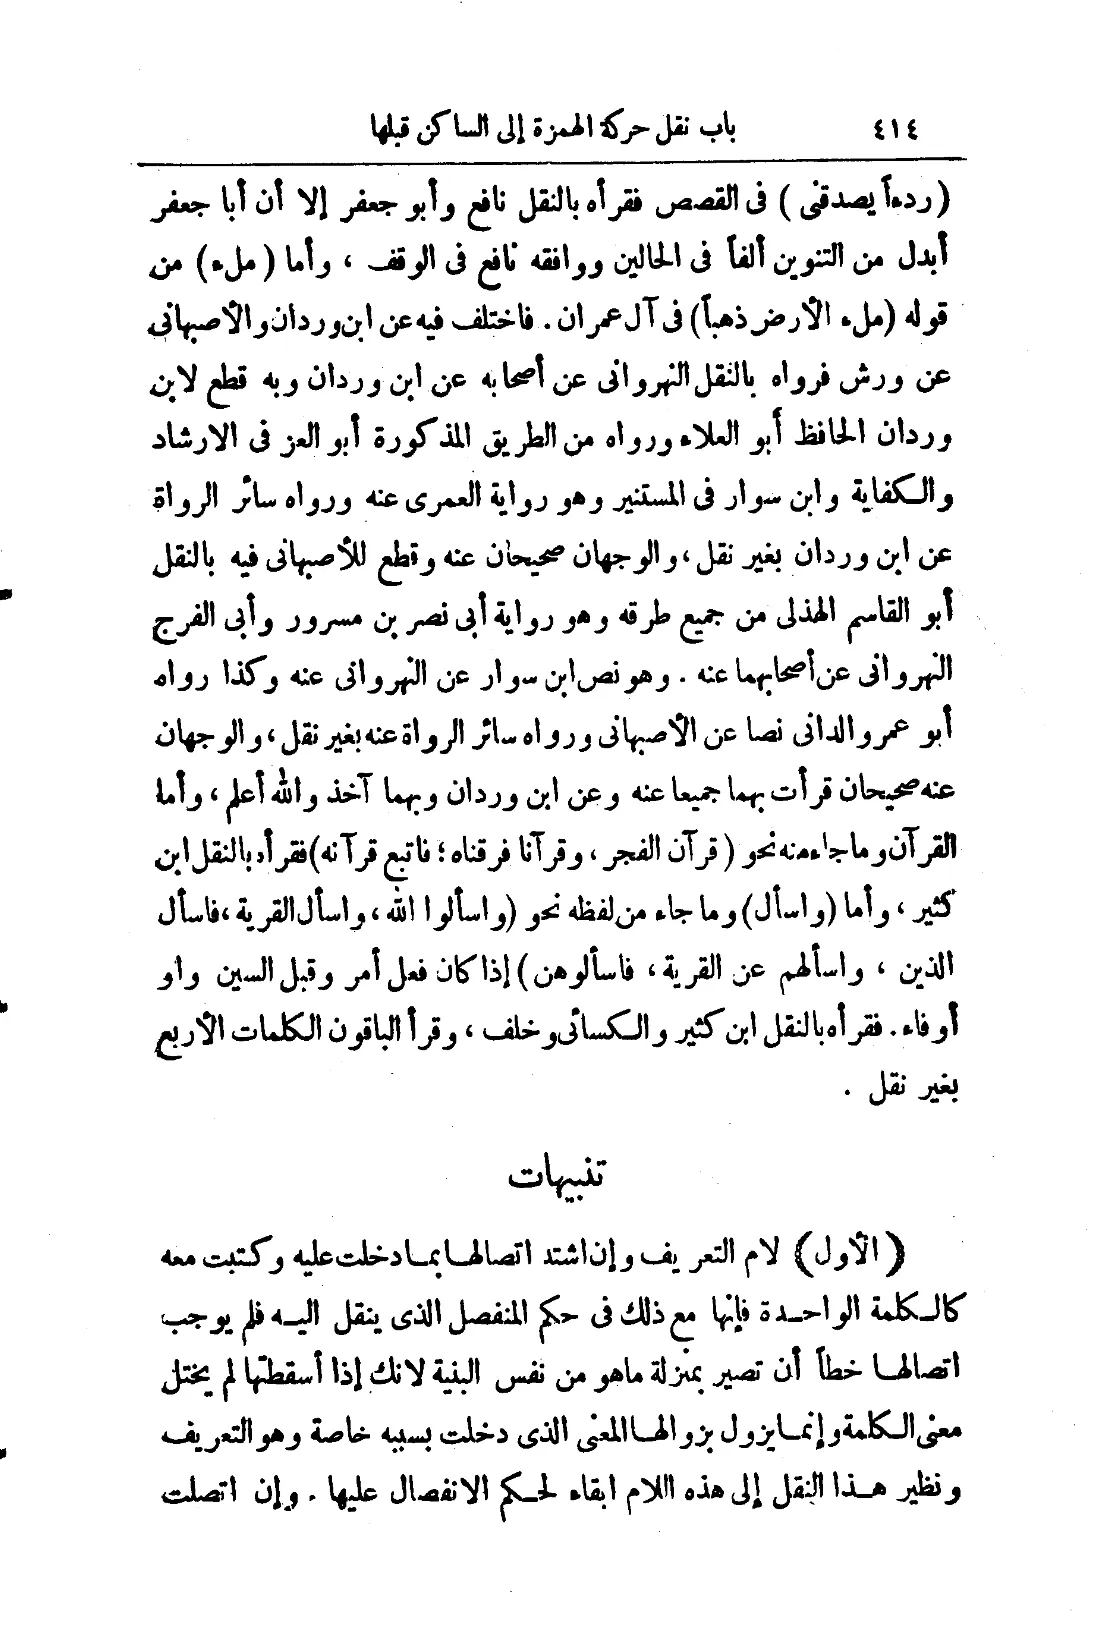 ٤١٤ باب نقل حركة الهمزة إلى الساكن قبلها
(ردءاً يصدقنى) فى القصص فقرأه بالنقل نافع وأبو جعفر إلا أن أبا جعفر
أبدل من التنوين ألفاً فى الحالين ووافقه نافع فى الوقف ، وأما (ملء) من
قوله (ملء الأرض ذهباً) فى آل عمران . فاختلف فيه عن ابن وردان والأصبهانى
عن ورش فرواه بالنقل النهروانى عن أصحابه عن ابن وردان وبه قطع لابن
وردان الحافظ أبو العلاء ورواه من الطريق المذكورة أبو العز فى الارشاد
والكفاية وابن سوار فى المستنير وهو رواية العمرى عنه ورواه سائر الرواة
عن ابن وردان بغير نقل ، والوجهان صحيحان عنه وقطع للأصبهانى فيه بالنقل
أبو القاسم الهذلى من جميع طرقه وهو رواية أبى نصر بن مسرور وأبى الفرج
النهروانى عن أصحابهما عنه . وهو نص ابن سوار عن النهروانى عنه وكذا رواه
أبو عمرو الدانى نصا عن الأصبهانى ورواه سائر الرواة عنه بغير نقل ، والوجهان
عنه صحيحان قرأت بهما جميعا عنه وعن ابن وردان وبهما آخذ والله أعلم ، وأما
القرآن وما جاء منه نحو (قرآن الفجر ، وقرآنا فرقناه ؛ فاتبع قرآنه) فقرأه بالنقل ابن
كثير ، وأما (واسأل) وما جاء من لفظه نحو (واسألوا الله ، واسأل القرية ، فاسأل
الذين ، واسألهم عن القرية ، فاسألوهن) إذا كان فعل أمر وقبل السين واو
أو فاء . فقرأه بالنقل ابن كثير والكسائى وخلف ، وقرأ الباقون الكلمات الأربع
بغير نقل .
تنبيهات
(الأول) لام التعريف وإن اشتد اتصالها بما دخلت عليه وكتبت معه
كالكلمة الواحدة فإنها مع ذلك فى حكم المنفصل الذى ينقل اليه فلم يوجب
اتصالها خطاً أن تصير بمنزلة ماهو من نفس البنية لانك إذا أسقطتها لم يختل
معنى الكلمة وإنما يزول بزوالها المعنى الذى دخلت بسببه خاصة وهو التعريف
ونظير هذا النقل إلى هذه اللام ابقاء لحكم الانفصال عليها . وإن اتصلت